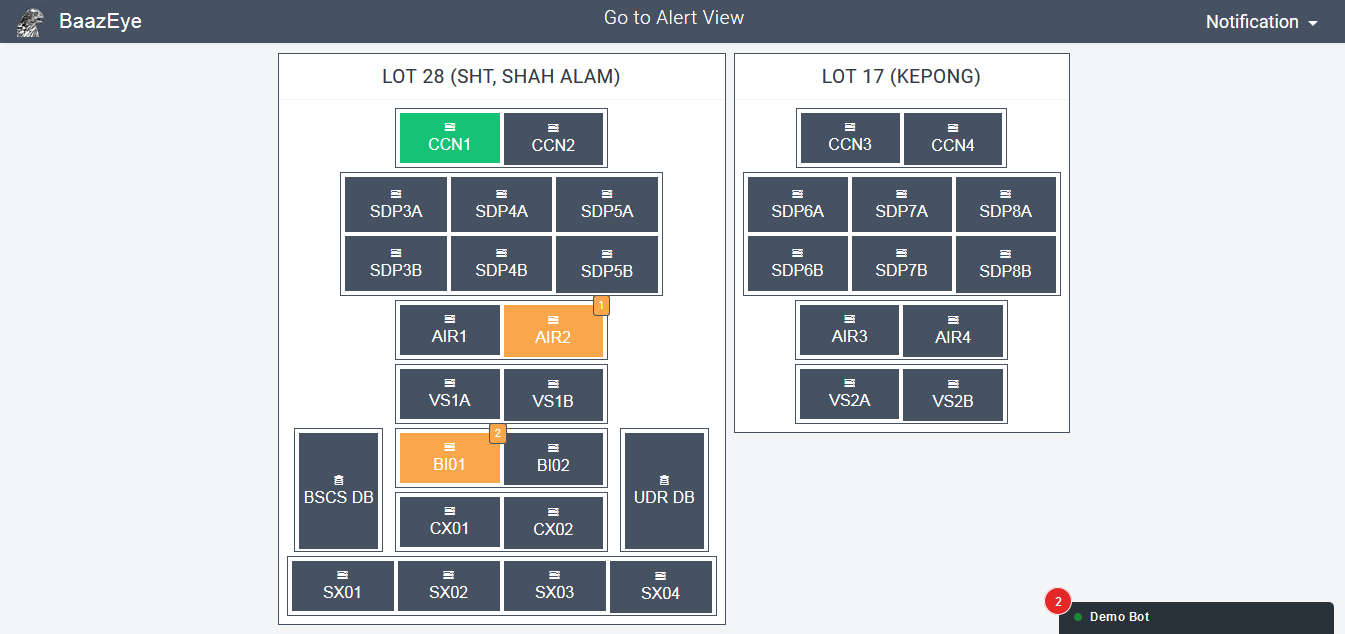 BaazEye
Go to Alert View
Notification
LOT 28 (SHT, SHAH ALAM)
CCN1 CCN2
SDP3A SDP4A SDP5A
SDP3B SDP4B SDP5B
1
AIR1 AIR2
VS1A VS1B
2
BI01 BI02
BSCS DB UDR DB
CX01 CX02
SX01 SX02 SX03 SX04
LOT 17 (KEPONG)
CCN3 CCN4
SDP6A SDP7A SDP8A
SDP6B SDP7B SDP8B
AIR3 AIR4
VS2A VS2B
2
Demo Bot